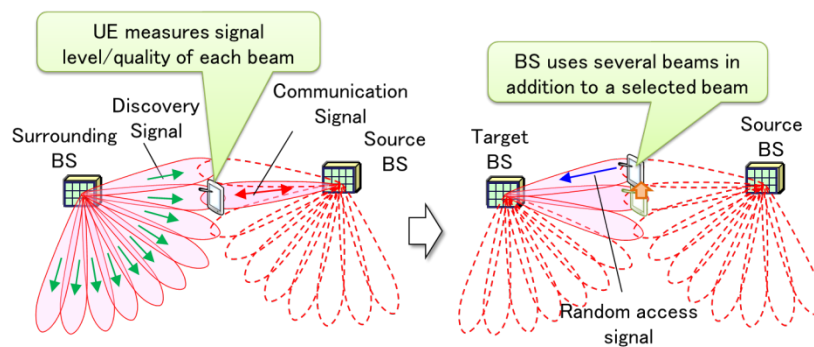 UE measures signal
level/quality of each beam
Discovery
Signal
Communication
Signal
Surrounding
BS
Source
BS
BS uses several beams in
addition to a selected beam
Target
BS
Source
BS
Random access
signal